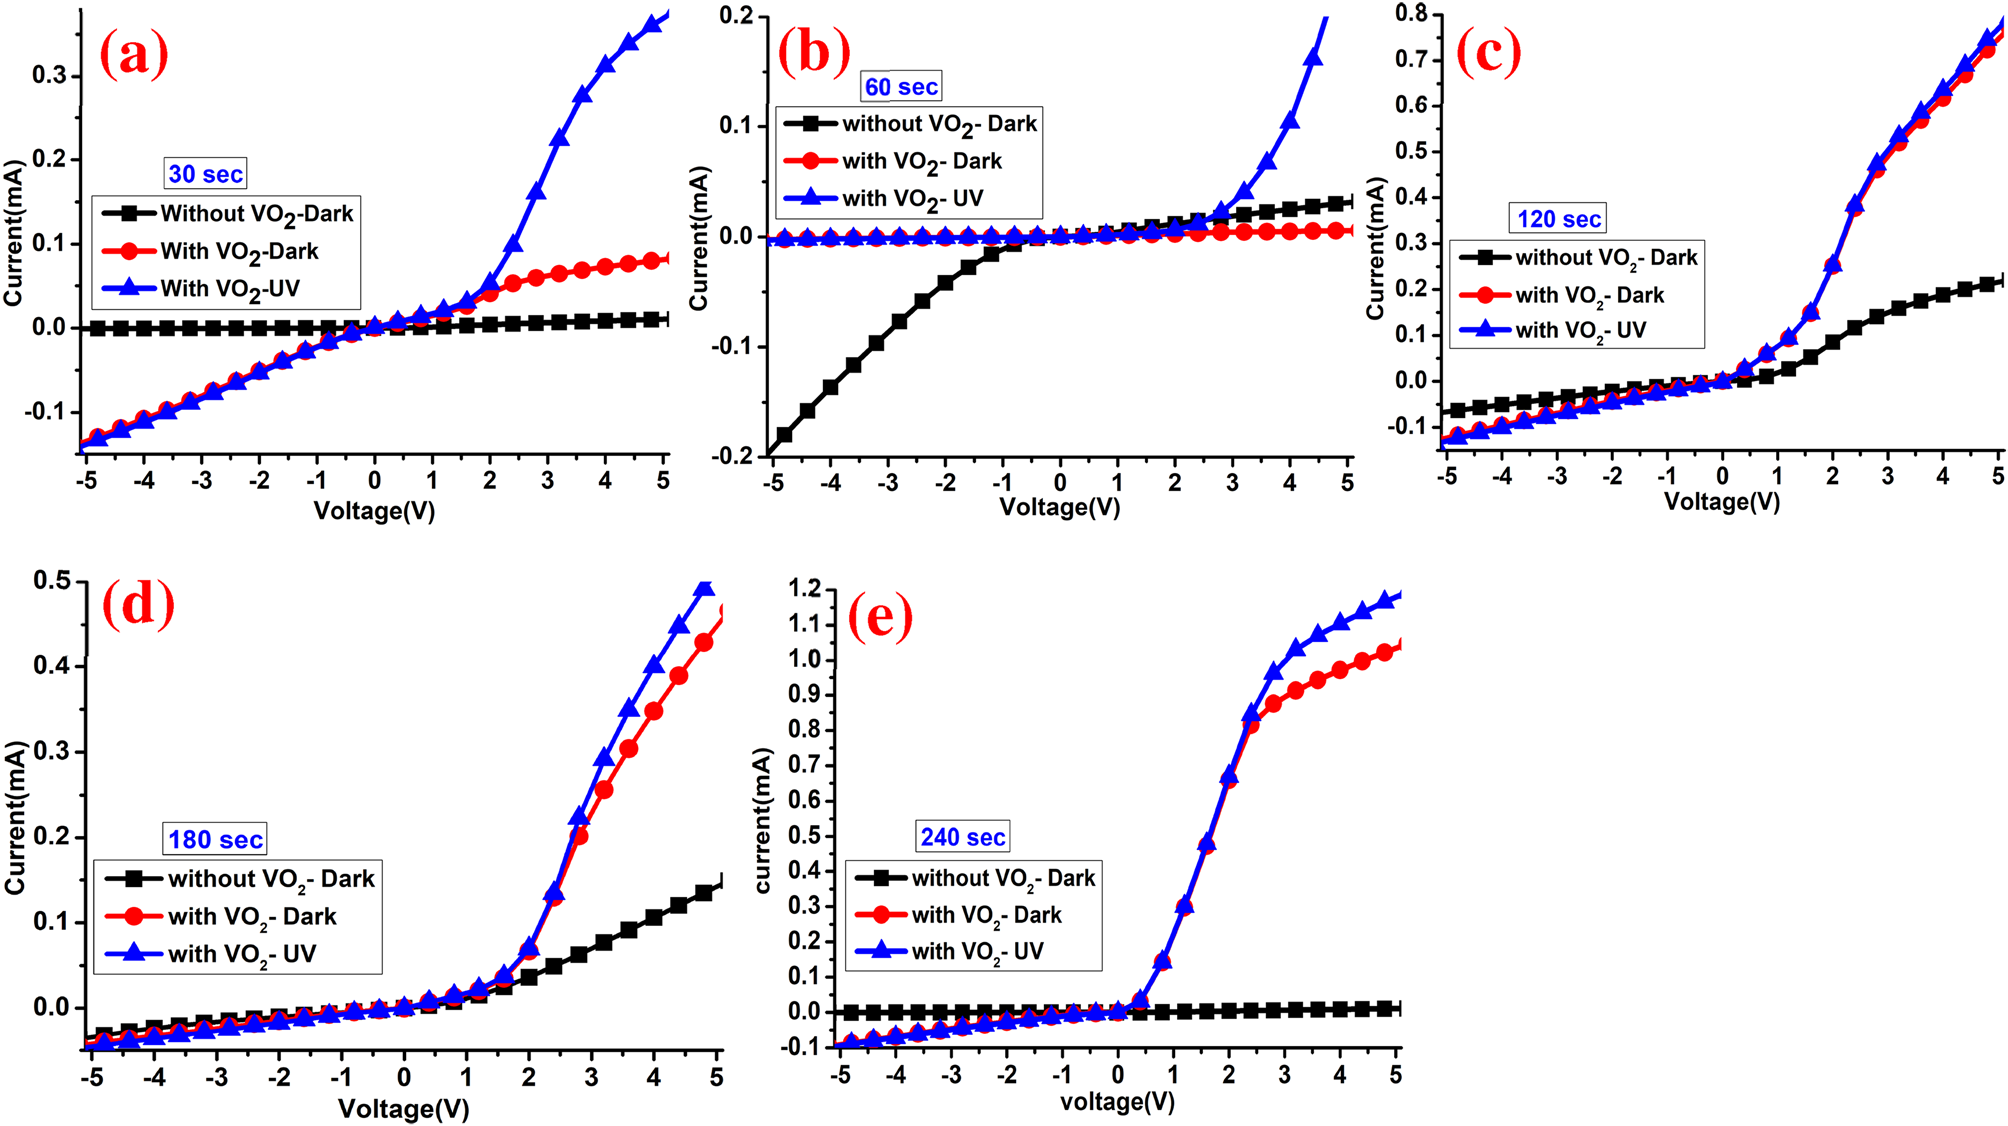 (a)
30 sec
Without VO2-Dark
With VO2-Dark
With VO2-UV
Current(mA)
0.3
0.2
0.1
0.0
-0.1
-5 -4 -3 -2 -1 0 1 2 3 4 5
Voltage(V)
(b)
60 sec
without VO2- Dark
with VO2- Dark
with VO2- UV
Current(mA)
0.2
0.1
0.0
-0.1
-0.2
-5 -4 -3 -2 -1 0 1 2 3 4 5
Voltage(V)
(c)
120 sec
without VO2- Dark
with VO2- Dark
with VO2- UV
Current(mA)
0.8
0.7
0.6
0.5
0.4
0.3
0.2
0.1
0.0
-0.1
-5 -4 -3 -2 -1 0 1 2 3 4 5
Voltage(V)
(d)
180 sec
without VO2- Dark
with VO2- Dark
with VO2- UV
Current(mA)
0.5
0.4
0.3
0.2
0.1
0.0
-5 -4 -3 -2 -1 0 1 2 3 4 5
Voltage(V)
(e)
240 sec
without VO2- Dark
with VO2- Dark
with VO2- UV
current(mA)
1.2
1.1
1.0
0.9
0.8
0.7
0.6
0.5
0.4
0.3
0.2
0.1
0.0
-0.1
-5 -4 -3 -2 -1 0 1 2 3 4 5
voltage(V)